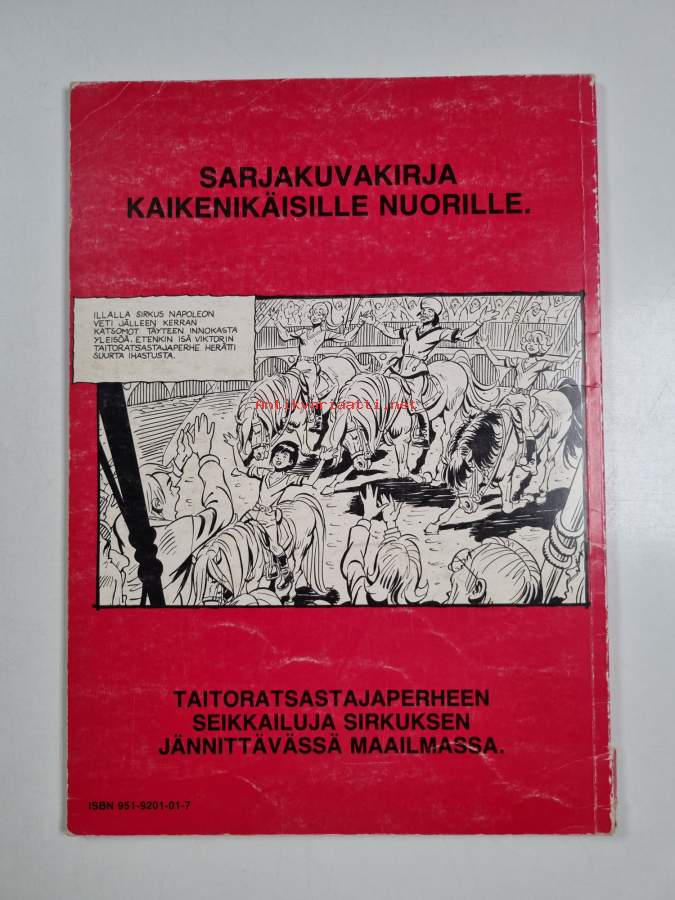 SARJAKUVAKIRJA
KAIKENIKÄISILLE NUORILLE.
ILLALLA SIRKUS NAPOLEON
VETI JÄLLEEN KERRAN
KATSOMOT TÄYTEEN INNOKASTA
YLEISÖÄ. ETENKIN ISÄ VIKTORIN
TAITORATSASTAJAPERHE HERÄTTI
SUURTA IHASTUSTA.
Antikvariaatti.net
TAITORATSASTAJAPERHEEN
SEIKKAILUJA SIRKUKSEN
JÄNNITTÄVÄSSÄ MAAILMASSA.
ISBN 951-9201-01-7